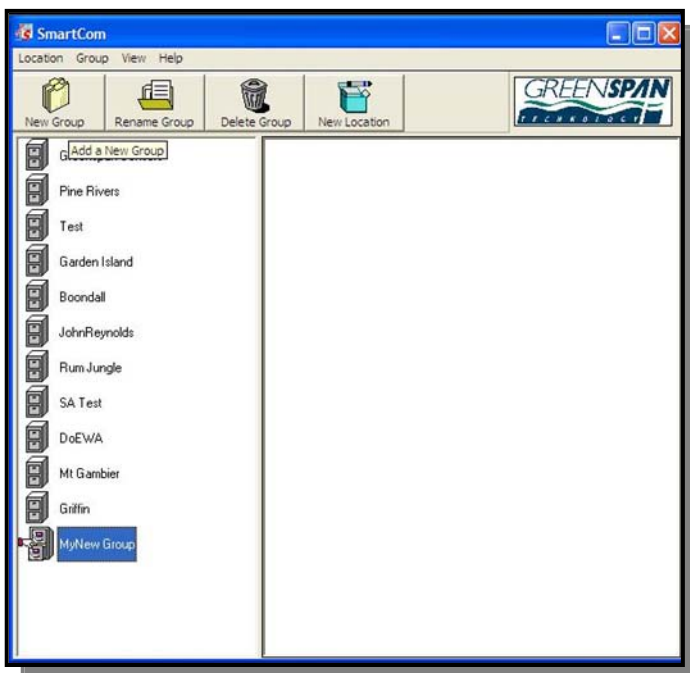 SmartCom
Location Group View Help
New Group Rename Group Delete Group New Location
GREENSPAN
TECHNOLOGY
Add a New Group
Pine Rivers
Test
Garden Island
Boondall
JohnReynolds
Rum Jungle
SA Test
DoEWA
Mt Gambier
Griffin
MyNew Group